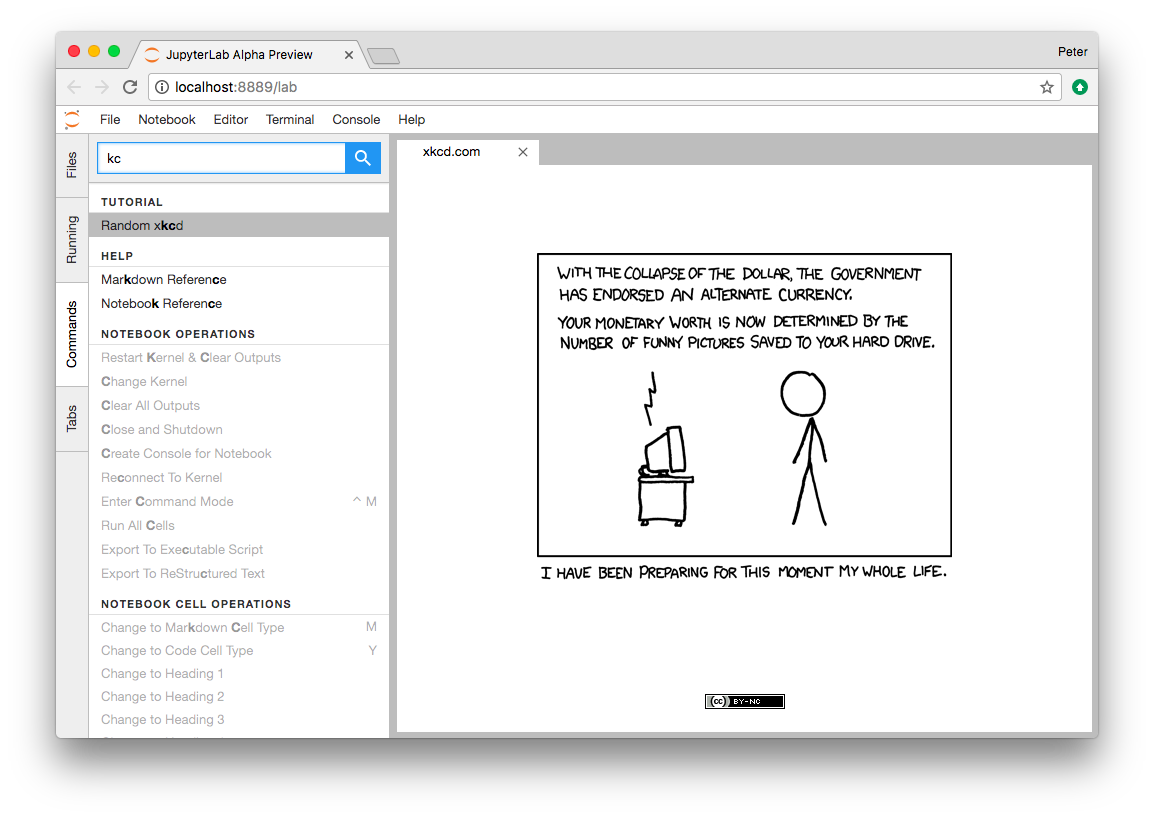 JupyterLab Alpha Preview
Peter
localhost:8889/lab
File Notebook Editor Terminal Console Help
Files
Running
Commands
Tabs
kc
TUTORIAL
Random xkcd
HELP
Markdown Reference
Notebook Reference
NOTEBOOK OPERATIONS
Restart Kernel & Clear Outputs
Change Kernel
Clear All Outputs
Close and Shutdown
Create Console for Notebook
Reconnect To Kernel
Enter Command Mode ^ M
Run All Cells
Export To Executable Script
Export To ReStructured Text
NOTEBOOK CELL OPERATIONS
Change to Markdown Cell Type M
Change to Code Cell Type Y
Change to Heading 1
Change to Heading 2
Change to Heading 3
xkcd.com
WITH THE COLLAPSE OF THE DOLLAR, THE GOVERNMENT
HAS ENDORSED AN ALTERNATE CURRENCY.
YOUR MONETARY WORTH IS NOW DETERMINED BY THE
NUMBER OF FUNNY PICTURES SAVED TO YOUR HARD DRIVE.
I HAVE BEEN PREPARING FOR THIS MOMENT MY WHOLE LIFE.
cc BY-NC